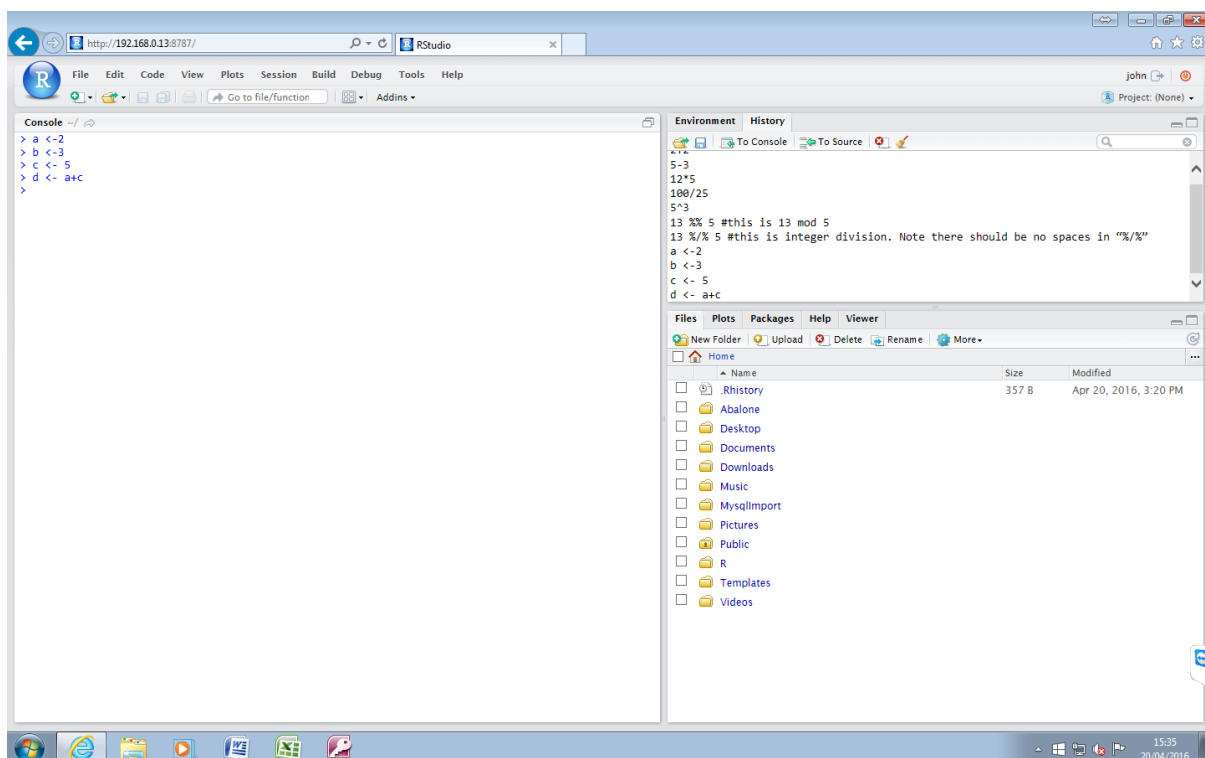 http://192.168.0.13:8787/
RStudio
R
File Edit Code View Plots Session Build Debug Tools Help
john
Go to file/function
Addins
Project: (None)
Console ~/
> a <-2
> b <-3
> c <- 5
> d <- a+c
>
Environment History
To Console To Source
5-3
12*5
100/25
5^3
13 %% 5 #this is 13 mod 5
13 %/% 5 #this is integer division. Note there should be no spaces in “%/%”
a <-2
b <-3
c <- 5
d <- a+c
Files Plots Packages Help Viewer
New Folder Upload Delete Rename More
Home
Name Size Modified
.Rhistory 357 B Apr 20, 2016, 3:20 PM
Abalone
Desktop
Documents
Downloads
Music
MysqlImport
Pictures
Public
R
Templates
Videos
15:35
20/04/2016